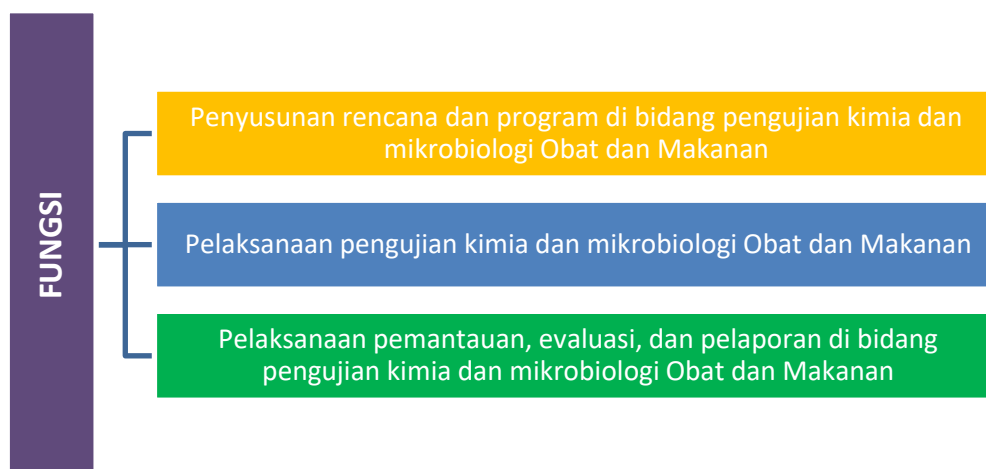 FUNGSI
Penyusunan rencana dan program di bidang pengujian kimia dan
mikrobiologi Obat dan Makanan
Pelaksanaan pengujian kimia dan mikrobiologi Obat dan Makanan
Pelaksanaan pemantauan, evaluasi, dan pelaporan di bidang
pengujian kimia dan mikrobiologi Obat dan Makanan